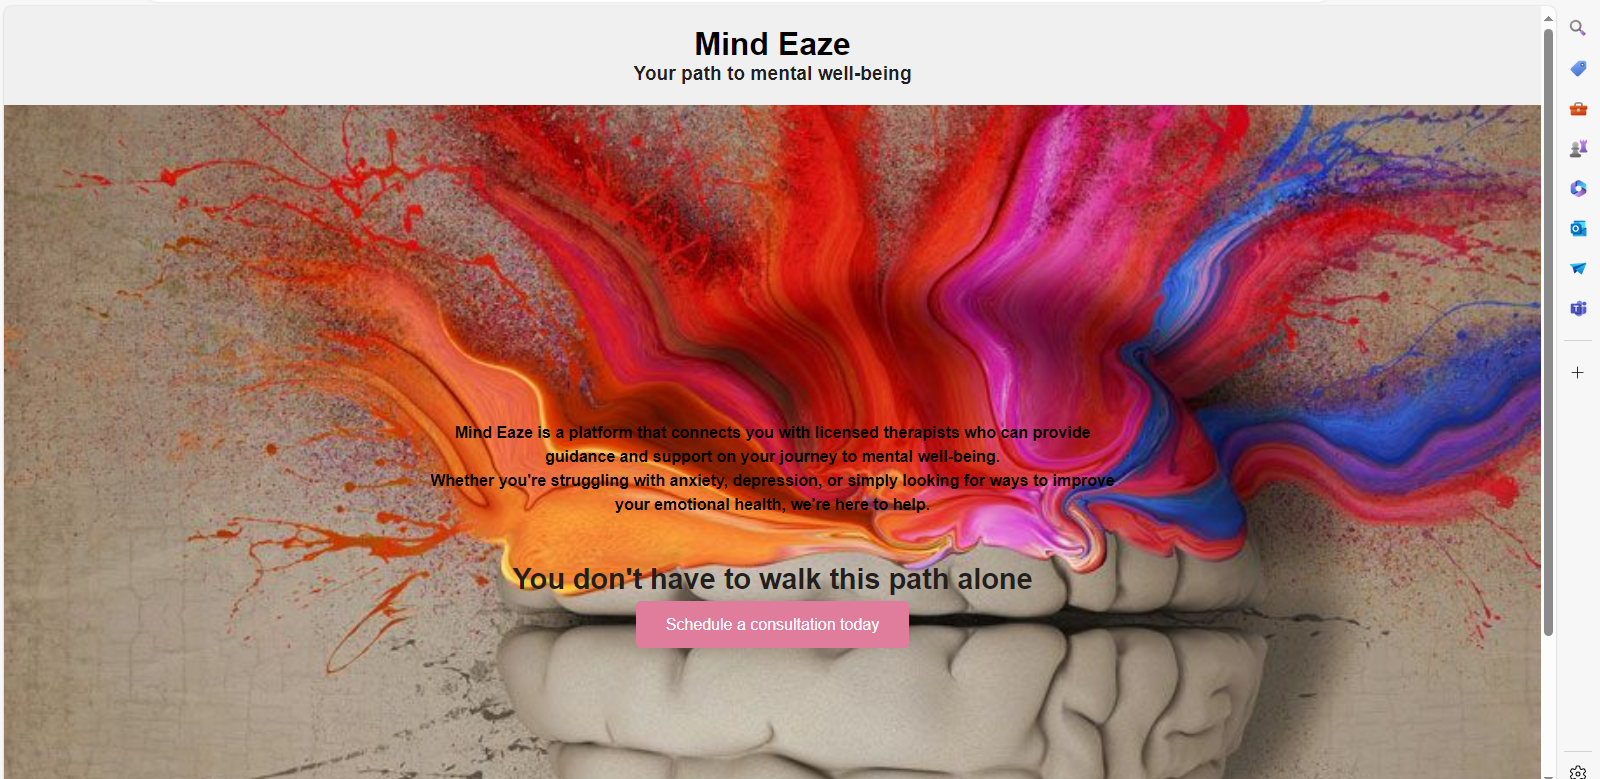 Mind Eaze
Your path to mental well-being
Mind Eaze is a platform that connects you with licensed therapists who can provide
guidance and support on your journey to mental well-being.
Whether you're struggling with anxiety, depression, or simply looking for ways to improve
your emotional health, we're here to help.
You don't have to walk this path alone
Schedule a consultation today